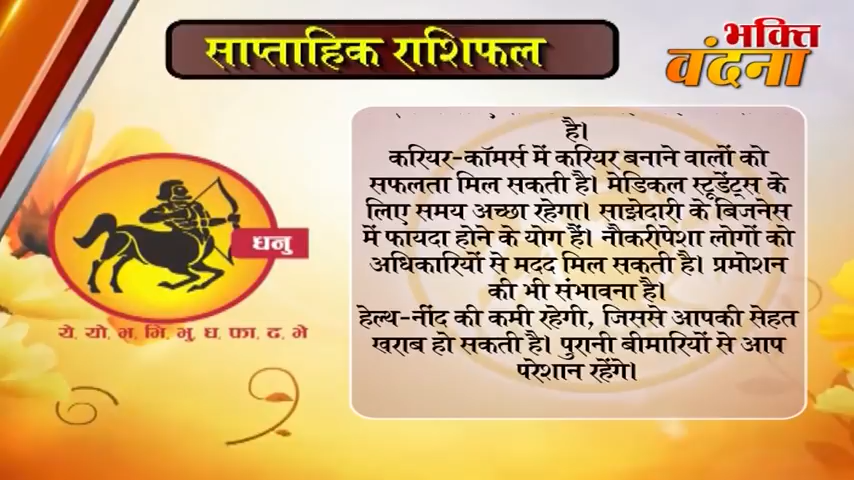 साप्ताहिक राशिफल
भक्ति
वंदना
है।
करियर-कॉमर्स में करियर बनाने वालों को
सफलता मिल सकती है। मेडिकल स्टूडेंट्स के
लिए समय अच्छा रहेगा। साझेदारी के बिजनेस
में फायदा होने के योग हैं। नौकरीपेशा लोगों को
अधिकारियों से मदद मिल सकती है। प्रमोशन
की भी संभावना है।
हेल्थ-नींद की कमी रहेगी, जिससे आपकी सेहत
खराब हो सकती है। पुरानी बीमारियों से आप
परेशान रहेंगे।
धनु
ये, यो, भ, भि, भु, ध, फा, ढ, भे